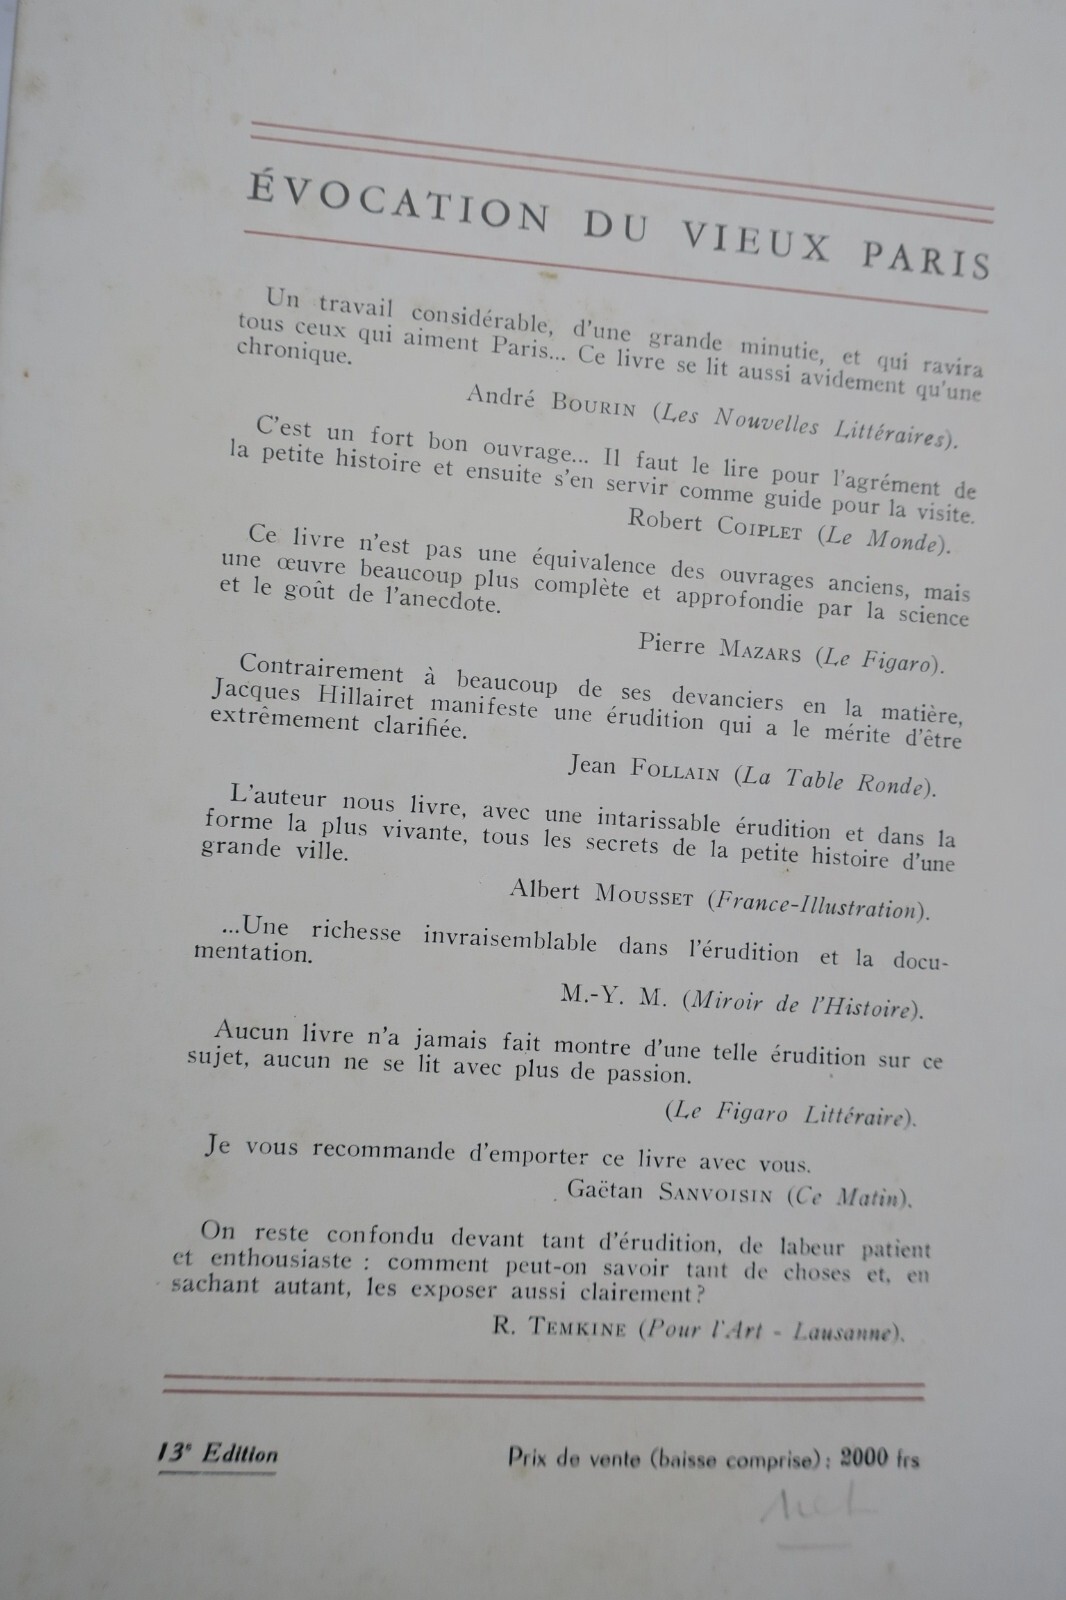 ÉVOCATION DU VIEUX PARIS
Un travail considérable, d'une grande minutie, et qui ravira
tous ceux qui aiment Paris... Ce livre se lit aussi avidement qu'une
chronique.
André BOURIN (Les Nouvelles Littéraires).
C'est un fort bon ouvrage... Il faut le lire pour l'agrément de
la petite histoire et ensuite s'en servir comme guide pour la visite.
Robert COIPLET (Le Monde).
Ce livre n'est pas une équivalence des ouvrages anciens, mais
une œuvre beaucoup plus complète et approfondie par la science
et le goût de l'anecdote.
Pierre MAZARS (Le Figaro).
Contrairement à beaucoup de ses devanciers en la matière,
Jacques Hillairet manifeste une érudition qui a le mérite d'être
extrêmement clarifiée.
Jean FOLLAIN (La Table Ronde).
L'auteur nous livre, avec une intarissable érudition et dans la
forme la plus vivante, tous les secrets de la petite histoire d'une
grande ville.
Albert MOUSSET (France-Illustration).
...Une richesse invraisemblable dans l'érudition et la docu-
mentation.
M.-Y. M. (Miroir de l'Histoire).
Aucun livre n'a jamais fait montre d'une telle érudition sur ce
sujet, aucun ne se lit avec plus de passion.
(Le Figaro Littéraire).
Je vous recommande d'emporter ce livre avec vous.
Gaëtan SANVOISIN (Ce Matin).
On reste confondu devant tant d'érudition, de labeur patient
et enthousiaste : comment peut-on savoir tant de choses et, en
sachant autant, les exposer aussi clairement ?
R. TEMKINE (Pour l'Art - Lausanne).
13e Edition
Prix de vente (baisse comprise) : 2000 frs